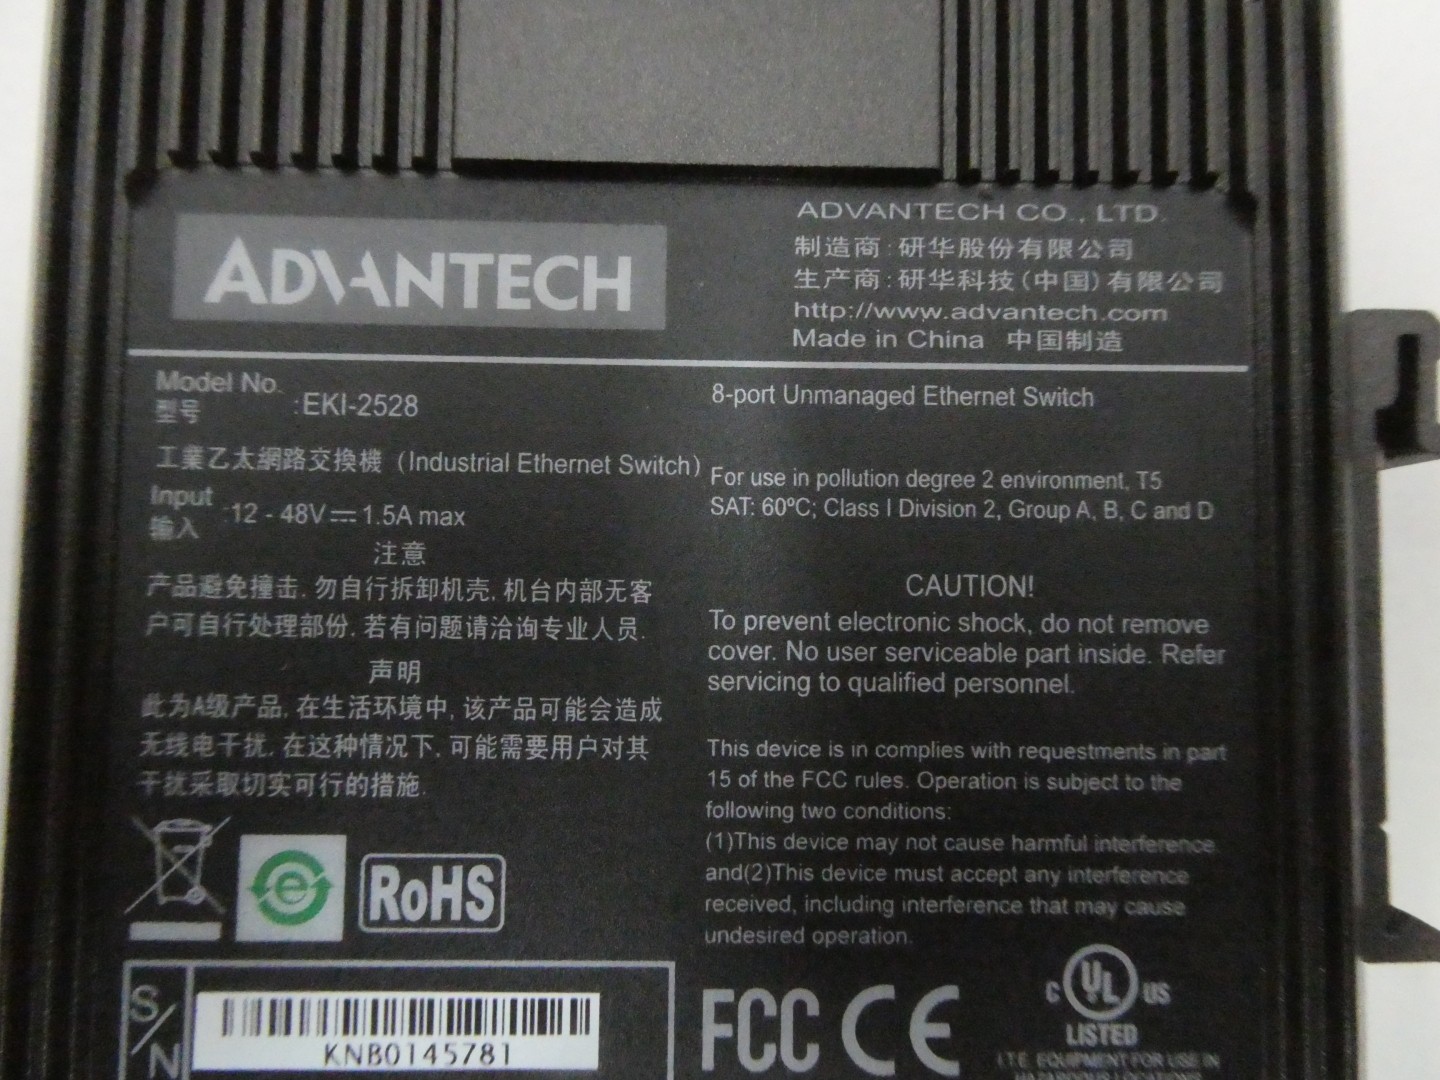 ADVANTECH
ADVANTECH CO., LTD.
制造商:研华股份有限公司
生产商:研华科技(中国)有限公司
http://www.advantech.com
Made in China 中国制造
Model No.
型号
:EKI-2528
工業乙太網路交換機 (Industrial Ethernet Switch)
Input
输入
:12 - 48V⎓1.5A max
注意
产品避免撞击.勿自行拆卸机壳,机台内部无客
户可自行处理部份.若有问题请洽询专业人员.
声明
此为A级产品,在生活环境中,该产品可能会造成
无线电干扰.在这种情况下.可能需要用户对其
干扰采取切实可行的措施.
e
RoHS
S/N
KNB0145781
8-port Unmanaged Ethernet Switch
For use in pollution degree 2 environment, T5
SAT: 60ºC; Class I Division 2, Group A, B, C and D
CAUTION!
To prevent electronic shock, do not remove
cover. No user serviceable part inside. Refer
servicing to qualified personnel.
This device is in complies with requestments in part
15 of the FCC rules. Operation is subject to the
following two conditions:
(1)This device may not cause harmful interference.
and(2)This device must accept any interference
received, including interference that may cause
undesired operation.
FCC CE
C UL US
LISTED
I.T.E. EQUIPMENT FOR USE IN
HAZARDOUS LOCATIONS